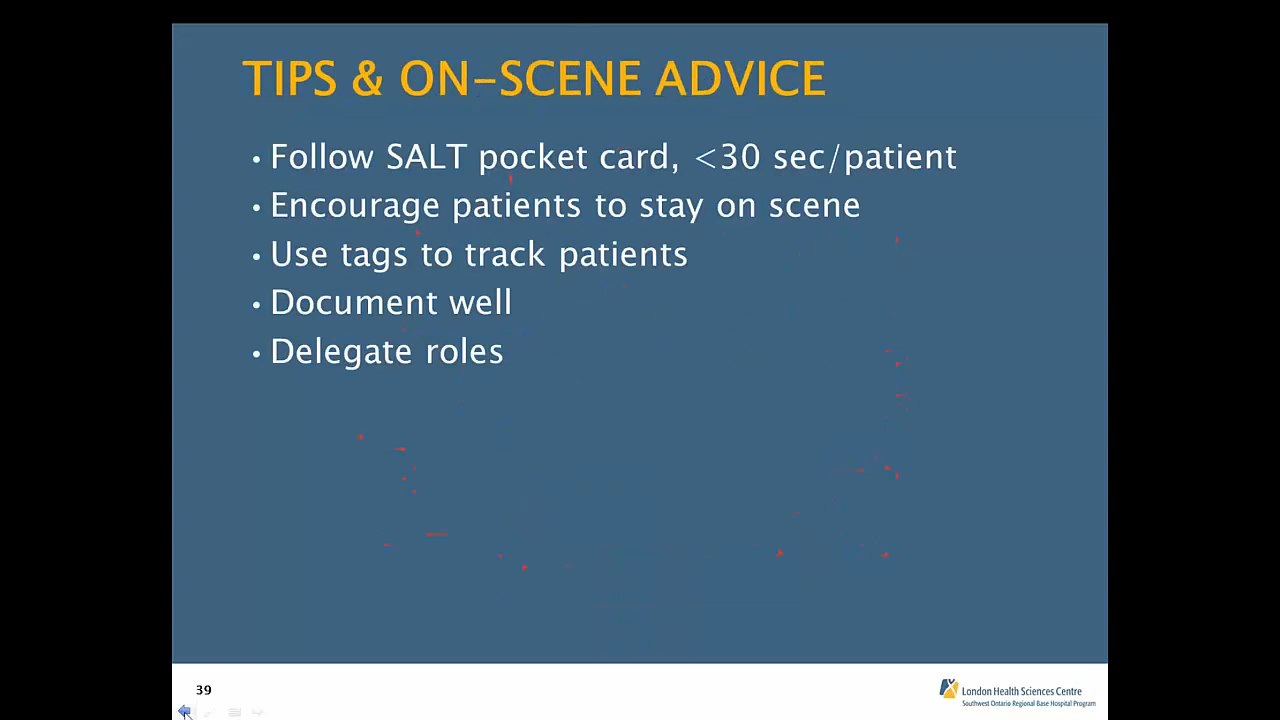 TIPS & ON-SCENE ADVICE
• Follow SALT pocket card, <30 sec/patient
• Encourage patients to stay on scene
• Use tags to track patients
• Document well
• Delegate roles
39
London Health Sciences Centre
Southwest Ontario Regional Base Hospital Program